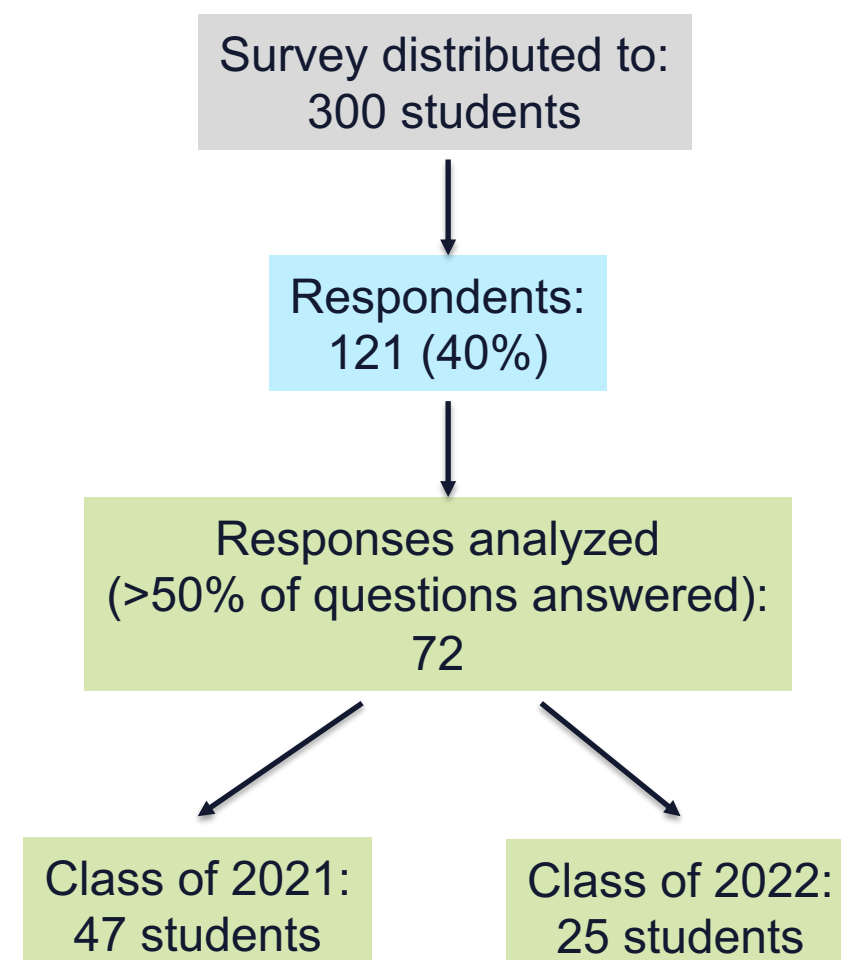 Survey distributed to:
300 students
Respondents:
121 (40%)
Responses analyzed
(>50% of questions answered):
72
Class of 2021:
47 students
Class of 2022:
25 students